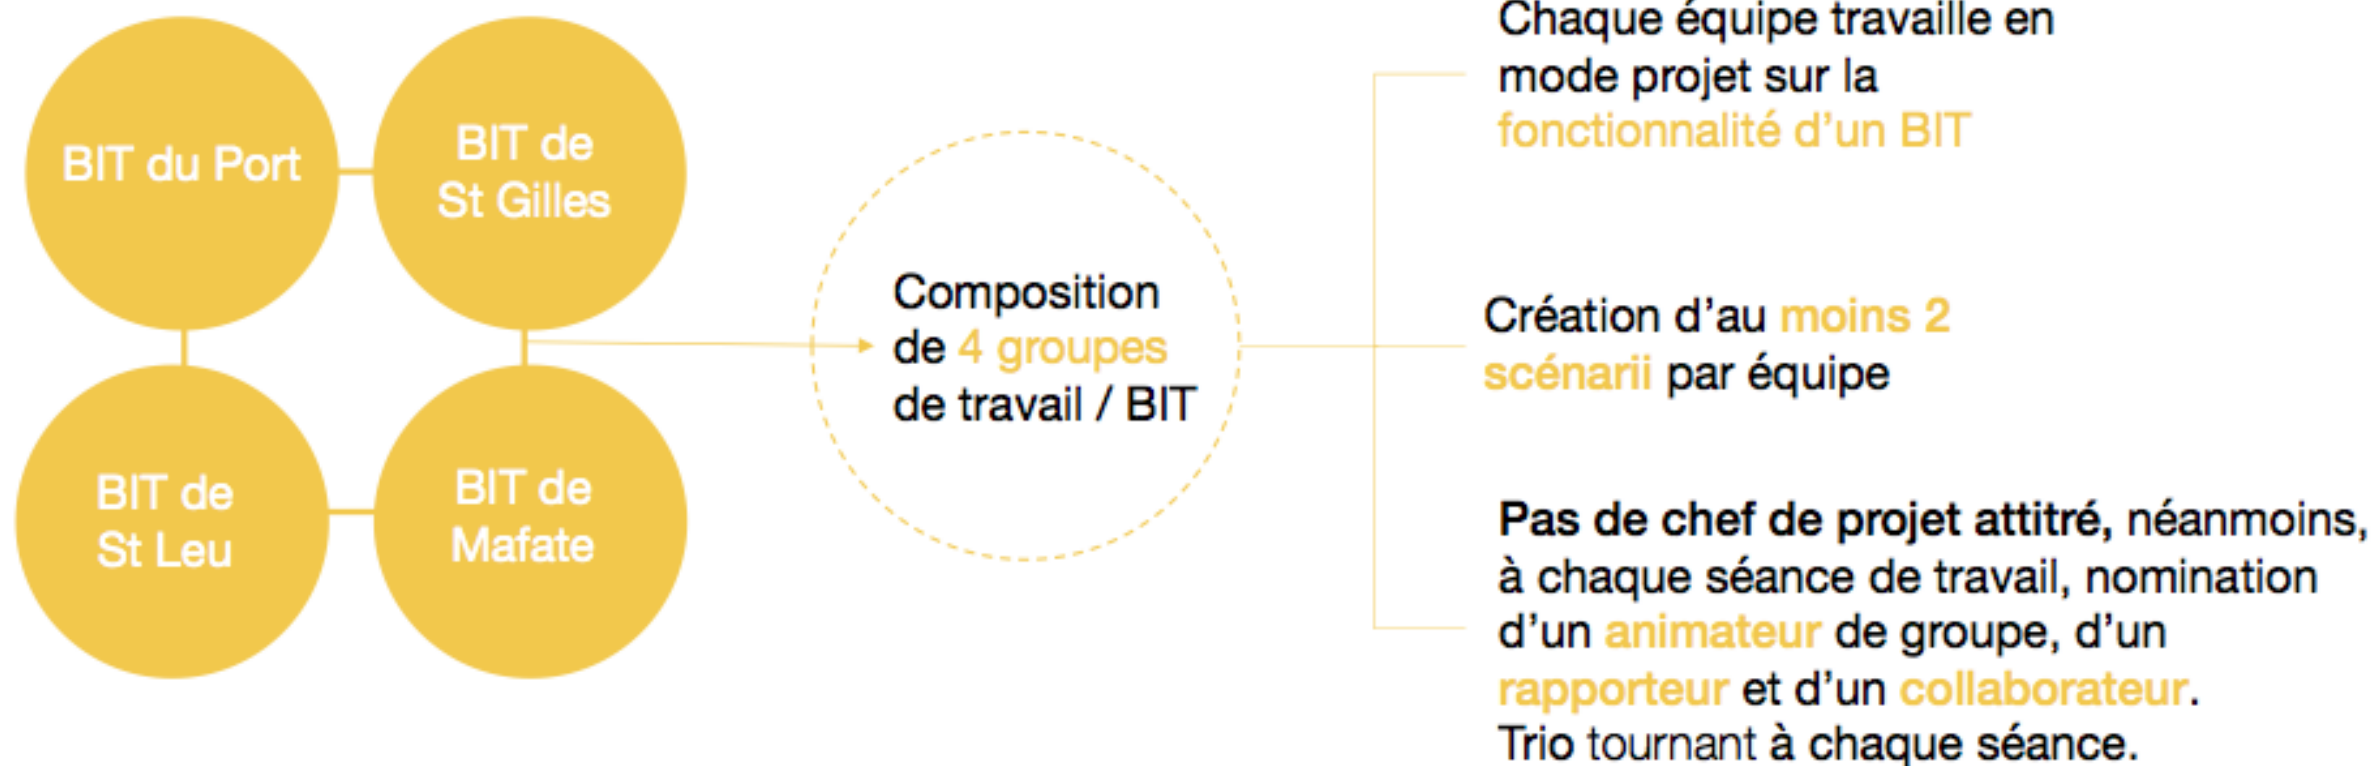 BIT du Port
BIT de
St Gilles
BIT de
St Leu
BIT de
Mafate
Composition
de 4 groupes
de travail / BIT
Chaque équipe travaille en
mode projet sur la
fonctionnalité d’un BIT
Création d’au moins 2
scénarii par équipe
Pas de chef de projet attitré, néanmoins,
à chaque séance de travail, nomination
d’un animateur de groupe, d’un
rapporteur et d’un collaborateur.
Trio tournant à chaque séance.